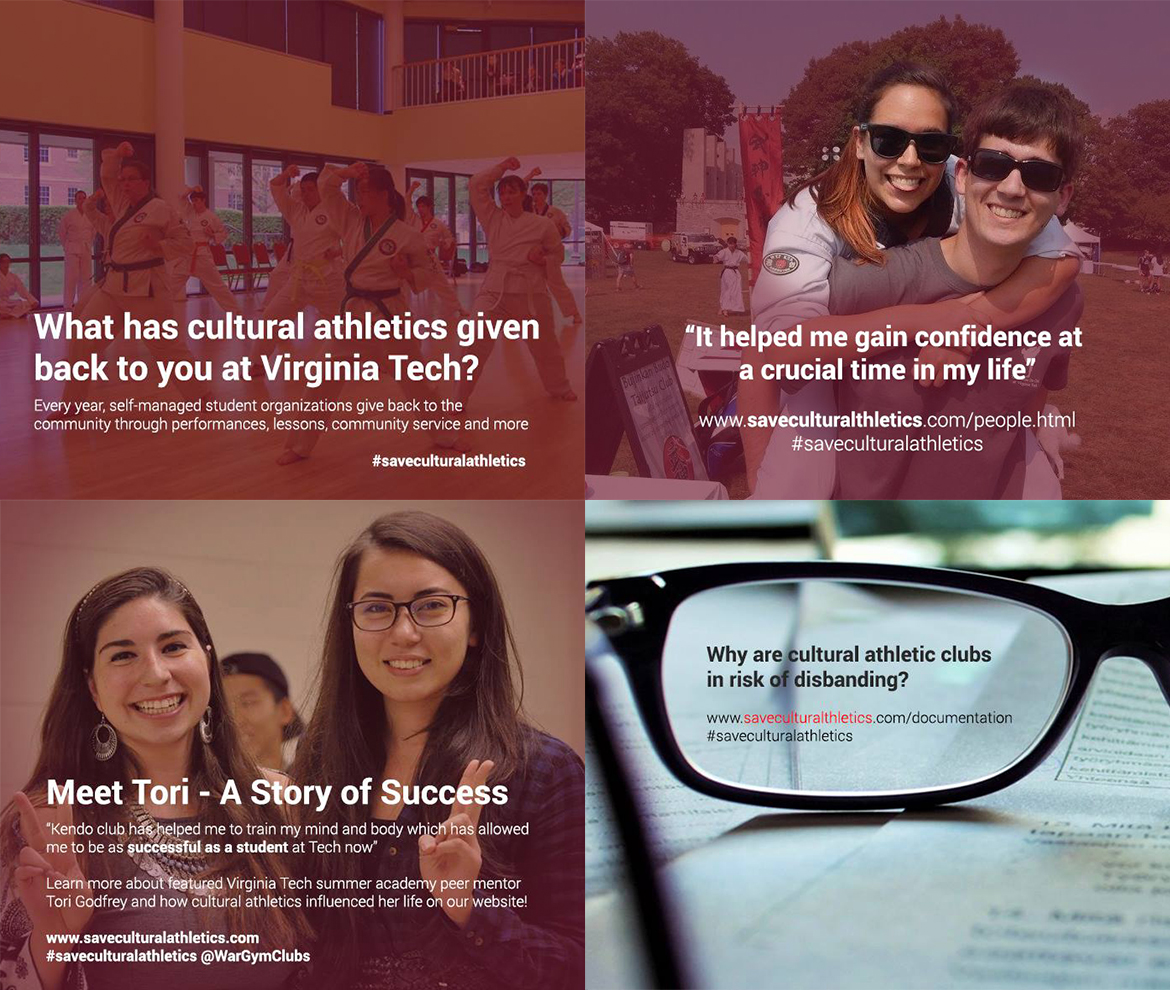 What has cultural athletics given
back to you at Virginia Tech?
Every year, self-managed student organizations give back to the
community through performances, lessons, community service and more
#saveculturalathletics
“It helped me gain confidence at
a crucial time in my life”
www.saveculturalthletics.com/people.html
#saveculturalathletics
Meet Tori - A Story of Success
“Kendo club has helped me to train my mind and body which has allowed
me to be as successful as a student at Tech now”
Learn more about featured Virginia Tech summer academy peer mentor
Tori Godfrey and how cultural athletics influenced her life on our website!
www.saveculturalathletics.com
#saveculturalathletics @WarGymClubs
Why are cultural athletic clubs
in risk of disbanding?
www.saveculturalthletics.com/documentation
#saveculturalathletics